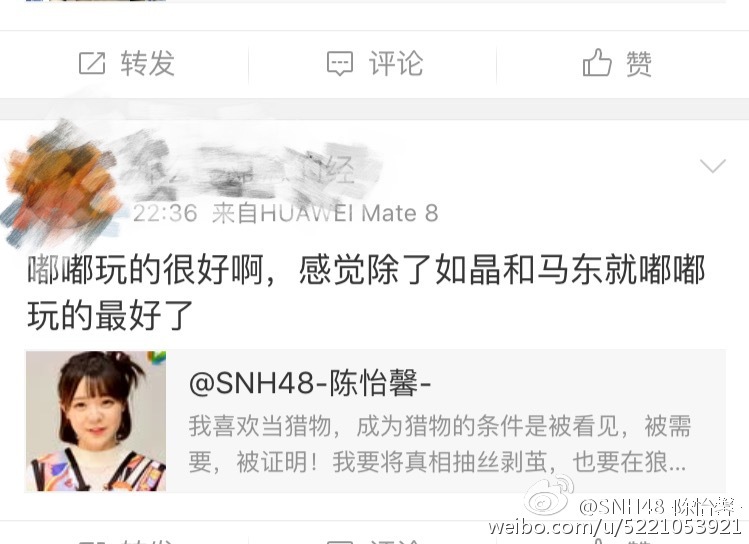 转发 评论 赞
22:36 来自HUAWEI Mate 8
嘟嘟玩的很好啊，感觉除了如晶和马东就嘟嘟
玩的最好了
@SNH48-陈怡馨-
我喜欢当猎物，成为猎物的条件是被看见，被需
要，被证明！我要将真相抽丝剥茧，也要在狼...
@SNH48-陈怡馨-
weibo.com/u/5221053921